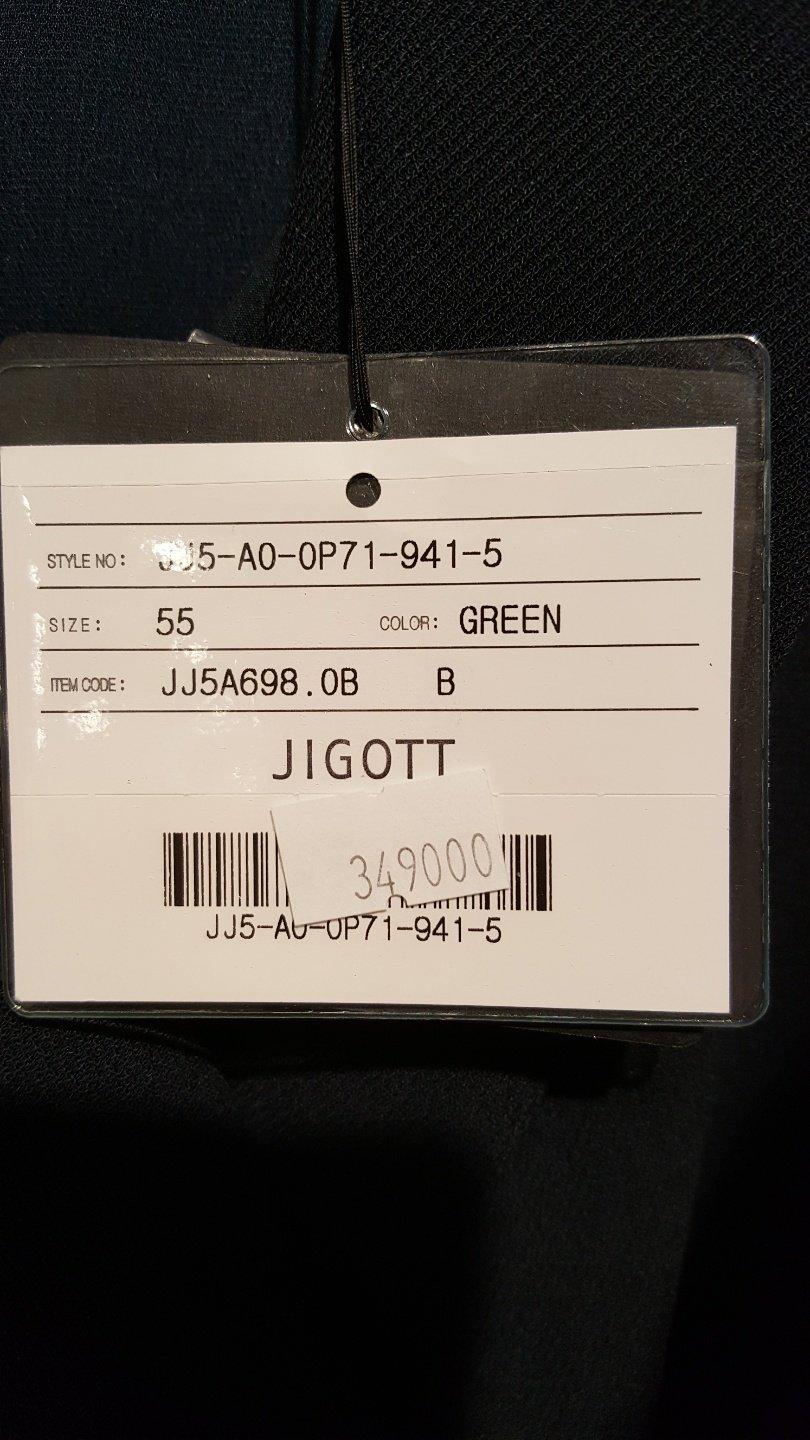 STYLE NO: JJ5-A0-0P71-941-5
SIZE: 55 COLOR: GREEN
ITEM CODE: JJ5A698.0B B
JIGOTT
349000
JJ5-A0-0P71-941-5